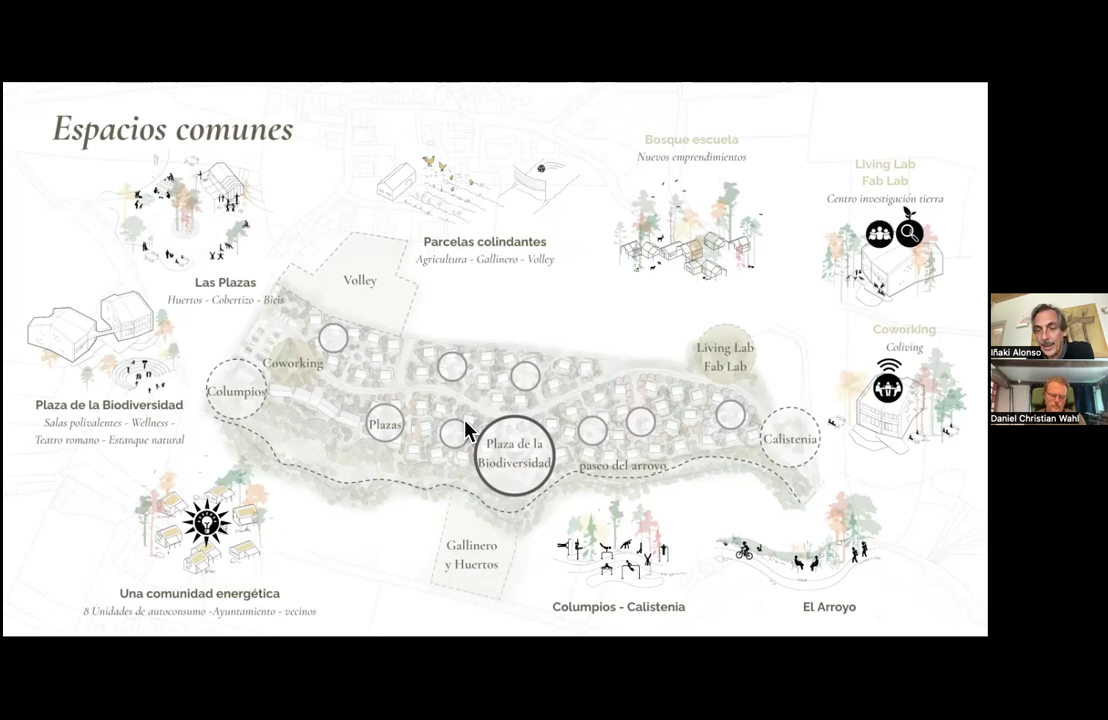 Espacios comunes
Las Plazas
Huertos - Cobertizo - Bicis
Parcelas colindantes
Agricultura - Gallinero - Volley
Bosque escuela
Nuevos emprendimientos
Living Lab
Fab Lab
Centro investigación tierra
Coworking
Coliving
Plaza de la Biodiversidad
Salas polivalentes - Wellness -
Teatro romano - Estanque natural
Volley
Coworking
Columpios
Plazas
Plaza de la
Biodiversidad
paseo del arroyo
Living Lab
Fab Lab
Calistenia
Gallinero
y Huertos
Una comunidad energética
8 Unidades de autoconsumo -Ayuntamiento - vecinos
Columpios - Calistenia
El Arroyo
Iñaki Alonso
Daniel Christian Wahl